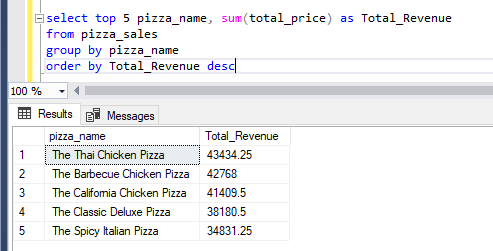 select top 5 pizza_name, sum(total_price) as Total_Revenue
from pizza_sales
group by pizza_name
order by Total_Revenue desc
100 %
Results Messages
pizza_name Total_Revenue
1 The Thai Chicken Pizza 43434.25
2 The Barbecue Chicken Pizza 42768
3 The California Chicken Pizza 41409.5
4 The Classic Deluxe Pizza 38180.5
5 The Spicy Italian Pizza 34831.25